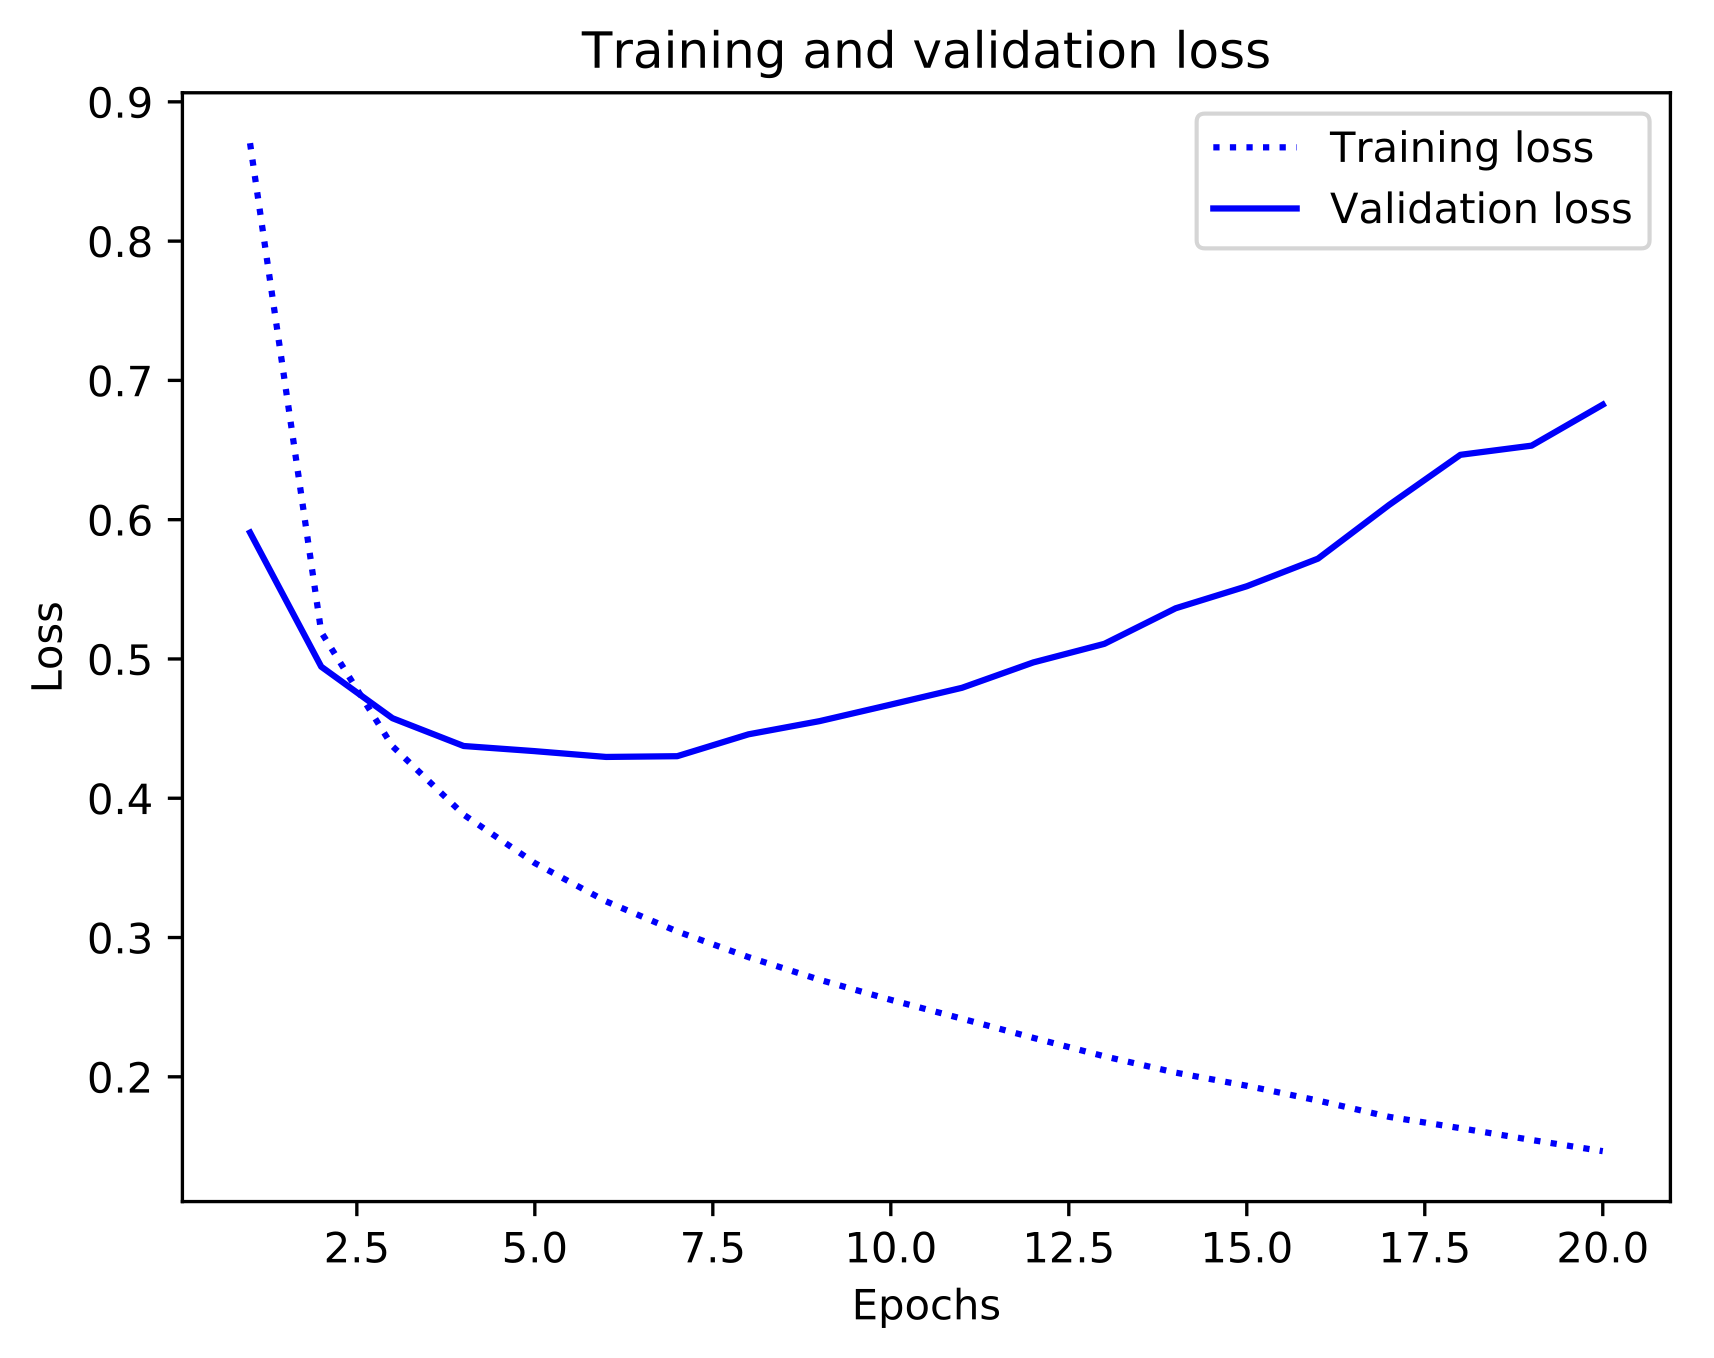 Training and validation loss
Training loss
Validation loss
0.9
0.8
0.7
0.6
0.5
0.4
0.3
0.2
Loss
2.5 5.0 7.5 10.0 12.5 15.0 17.5 20.0
Epochs